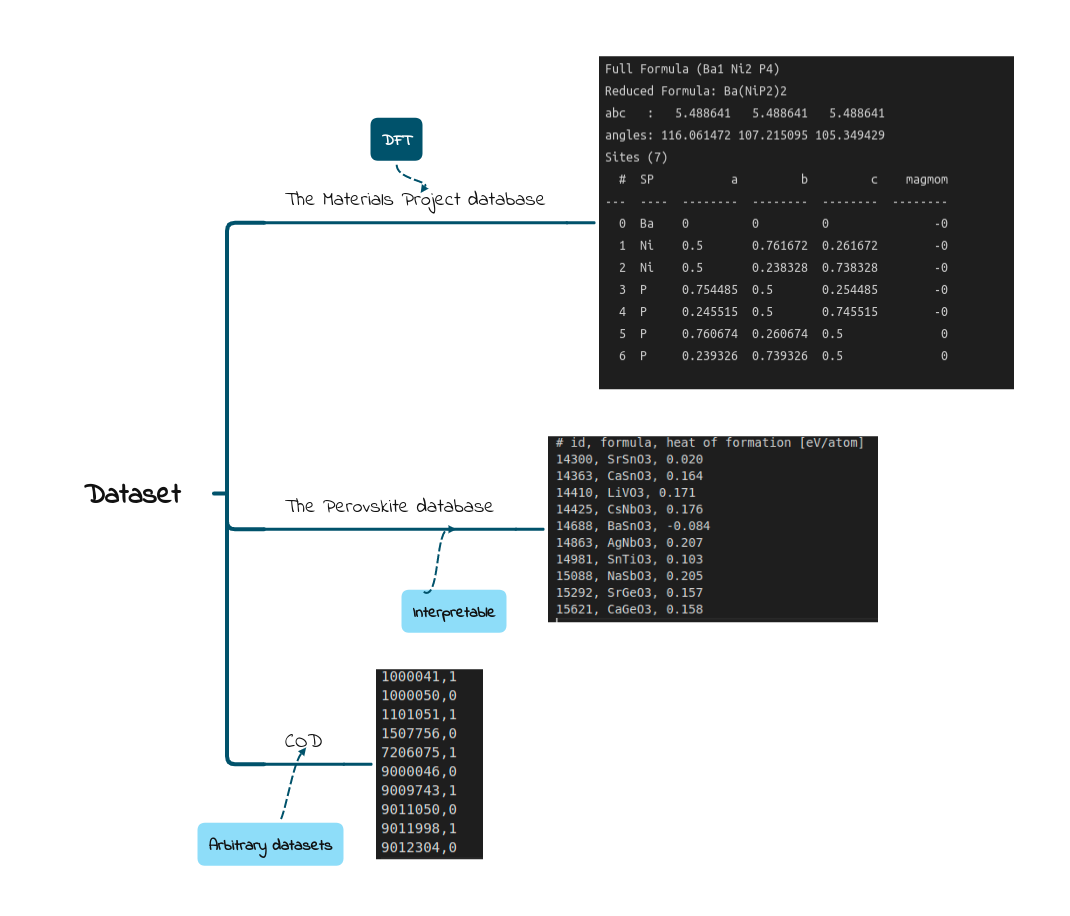 Full Formula (Ba1 Ni2 P4)
Reduced Formula: Ba(NiP2)2
abc   :   5.488641   5.488641   5.488641
angles: 116.061472 107.215095 105.349429
Sites (7)
  #  SP           a         b         c    magmom
---  ----  --------  --------  --------  --------
  0  Ba    0         0         0               -0
  1  Ni    0.5       0.761672  0.261672        -0
  2  Ni    0.5       0.238328  0.738328        -0
  3  P     0.754485  0.5       0.254485        -0
  4  P     0.245515  0.5       0.745515        -0
  5  P     0.760674  0.260674  0.5              0
  6  P     0.239326  0.739326  0.5              0
DFT
The Materials Project database
Dataset
The Perovskite database
Interpretable
# id, formula, heat of formation [eV/atom]
14300, SrSnO3, 0.020
14363, CaSnO3, 0.164
14410, LiVO3, 0.171
14425, CsNbO3, 0.176
14688, BaSnO3, -0.084
14863, AgNbO3, 0.207
14981, SnTiO3, 0.103
15088, NaSbO3, 0.205
15292, SrGeO3, 0.157
15621, CaGeO3, 0.158
COD
Arbitrary datasets
1000041,1
1000050,0
1101051,1
1507756,0
7206075,1
9000046,0
9009743,1
9011050,0
9011998,1
9012304,0